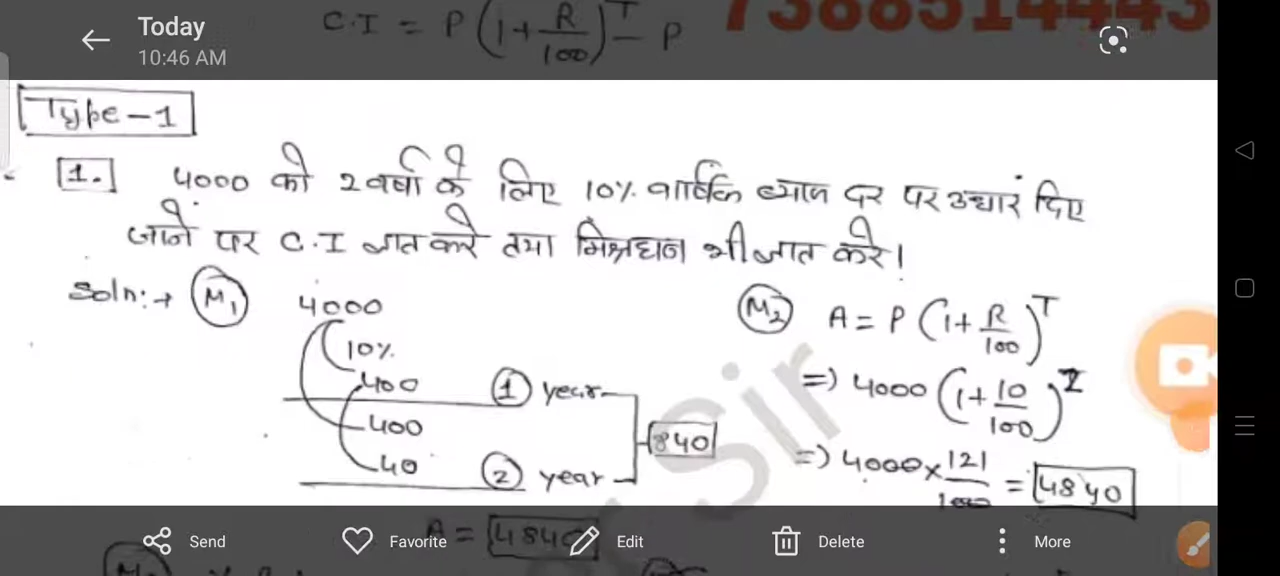 Today
10:46 AM
C.I = P(1+R/100)^T - P
7388514443
Type-1
1. 4000 को 2 वर्षो के लिए 10% वार्षिक ब्याज दर पर उधार दिए
जाने पर C.I ज्ञात करे तथा मिश्रधन भी ज्ञात करे।
Soln:→ M1 4000
10%
400 1 year
400
40 2 year
840
M2 A = P(1+R/100)^T
=) 4000(1+10/100)^2
=) 4000×121/100 = 4840
Sir
A = 4840
Send
Favorite
Edit
Delete
More